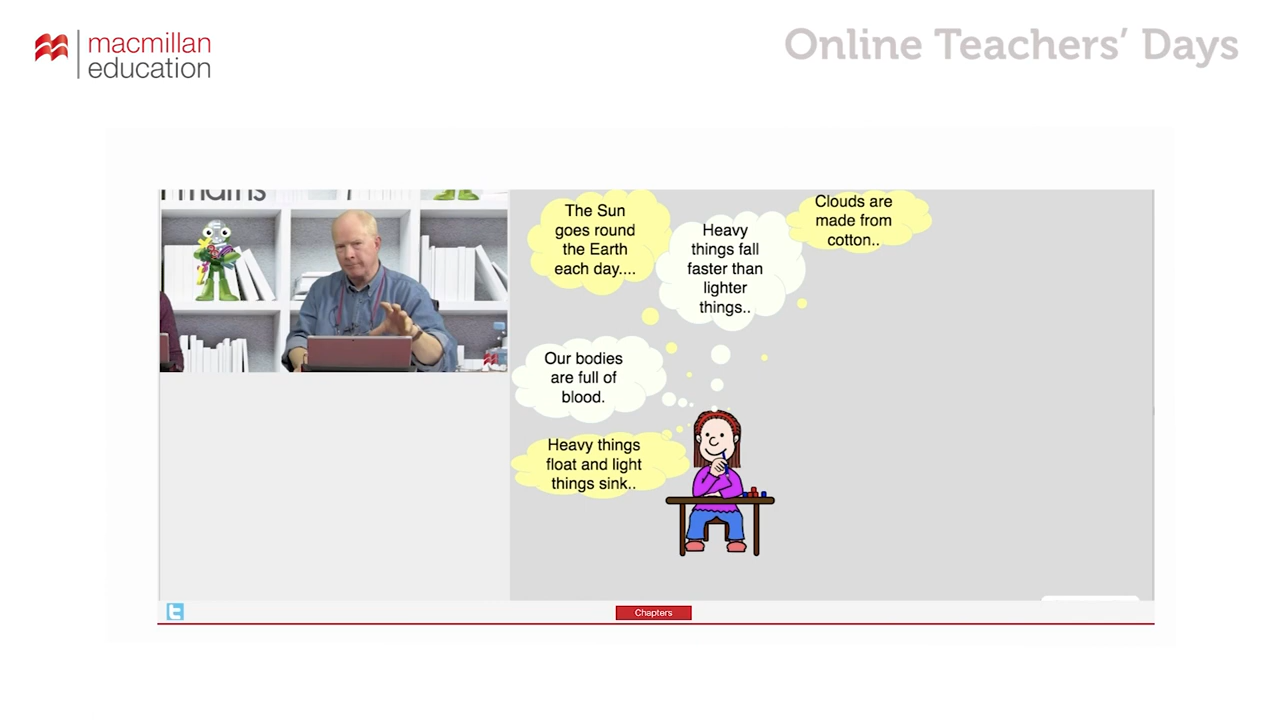 macmillan
education
Online Teachers’ Days
maths
The Sun
goes round
the Earth
each day....
Heavy
things fall
faster than
lighter
things..
Clouds are
made from
cotton..
Our bodies
are full of
blood.
Heavy things
float and light
things sink..
Chapters